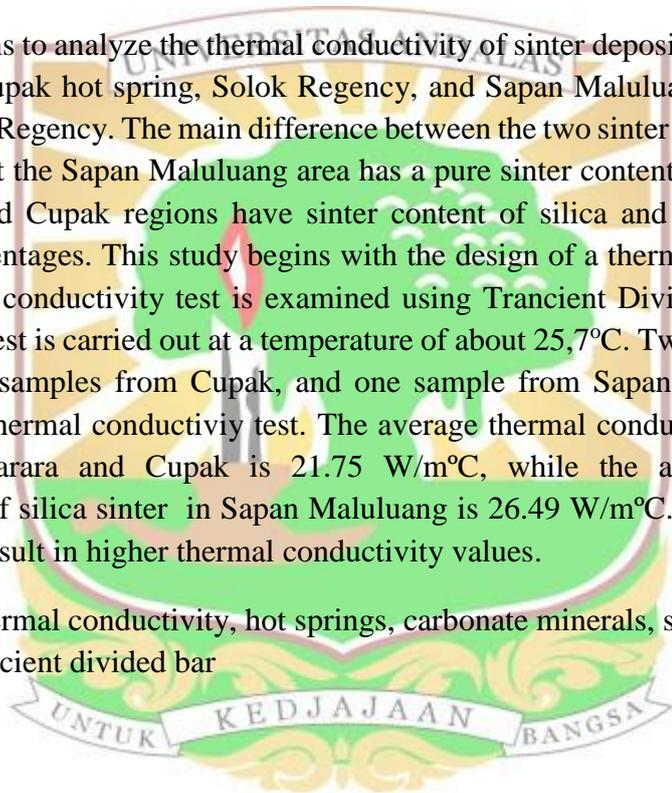 UNIVERSITAS ANDALAS
ns to analyze the thermal conductivity of sinter deposi
upak hot spring, Solok Regency, and Sapan Malulua
Regency. The main difference between the two sinter
t the Sapan Maluluang area has a pure sinter content
d Cupak regions have sinter content of silica and
entages. This study begins with the design of a therm
conductivity test is examined using Trancient Divi
est is carried out at a temperature of about 25,7ºC. Tw
samples from Cupak, and one sample from Sapan
hermal conductiviy test. The average thermal condu
arara and Cupak is 21.75 W/mºC, while the a
f silica sinter in Sapan Maluluang is 26.49 W/mºC.
sult in higher thermal conductivity values.
ermal conductivity, hot springs, carbonate minerals, s
cient divided bar
UNTUK KEDJAJAAN BANGSA